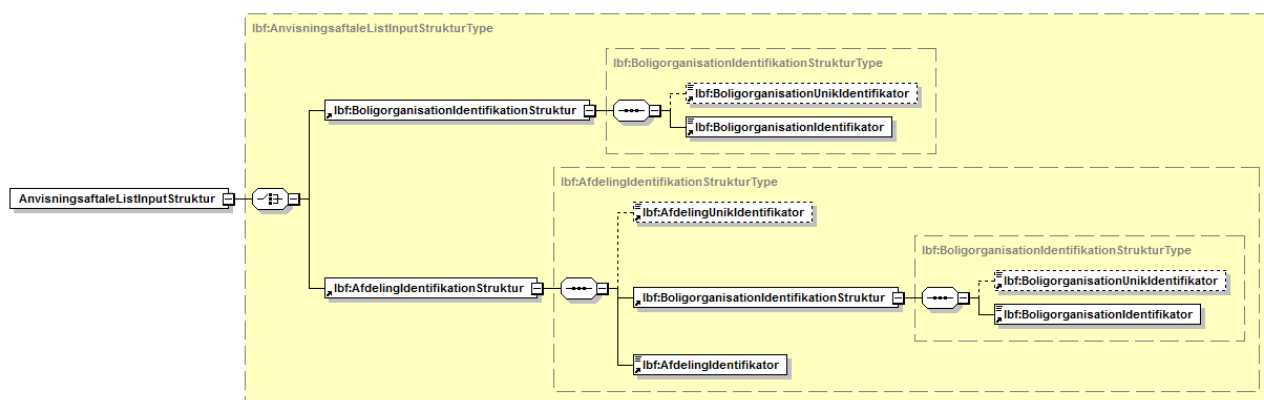 lbf:AnvisningsaftaleListInputStrukturType
lbf:BoligorganisationIdentifikationStrukturType
lbf:BoligorganisationUnikIdentifikator
lbf:BoligorganisationIdentifikationStruktur
lbf:BoligorganisationIdentifikator
lbf:AfdelingIdentifikationStrukturType
AnvisningsaftaleListInputStruktur
lbf:AfdelingUnikIdentifikator
lbf:BoligorganisationIdentifikationStrukturType
lbf:BoligorganisationUnikIdentifikator
lbf:AfdelingIdentifikationStruktur
lbf:BoligorganisationIdentifikationStruktur
lbf:BoligorganisationIdentifikator
lbf:AfdelingIdentifikator